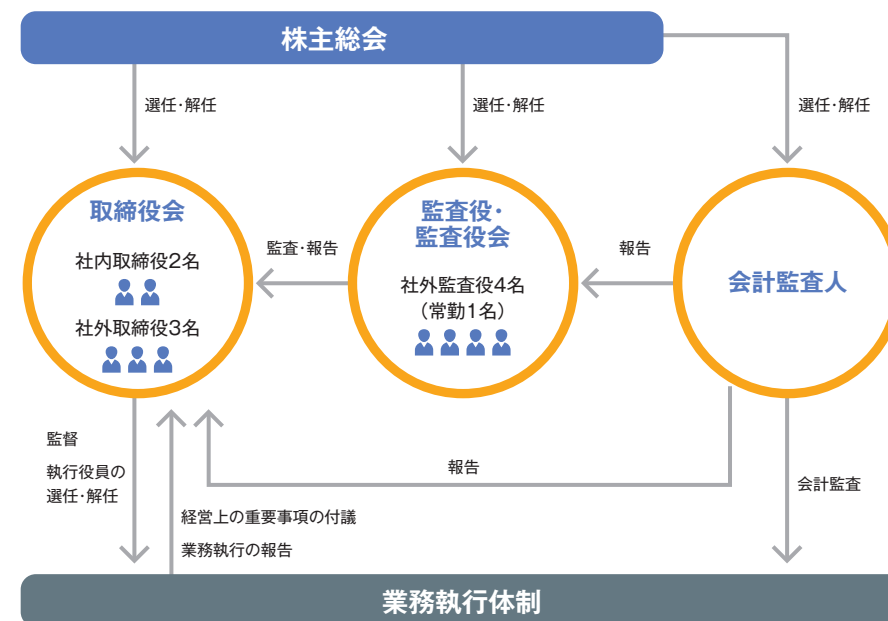 株主総会
選任・解任
選任・解任
選任・解任
取締役会
社内取締役2名
社外取締役3名
監査・報告
監査役・
監査役会
社外監査役4名
(常勤1名)
報告
会計監査人
監督
執行役員の
選任・解任
経営上の重要事項の付議
業務執行の報告
報告
会計監査
業務執行体制